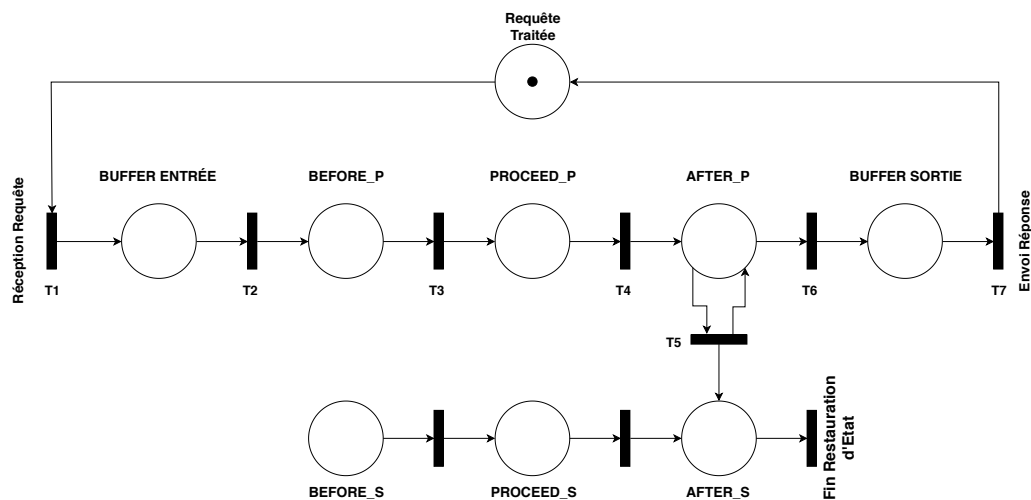 Requête
Traitée
BUFFER ENTRÉE
BEFORE_P
PROCEED_P
AFTER_P
BUFFER SORTIE
Réception Requête
Envoi Réponse
T1
T2
T3
T4
T6
T7
T5
Fin Restauration
d'Etat
BEFORE_S
PROCEED_S
AFTER_S